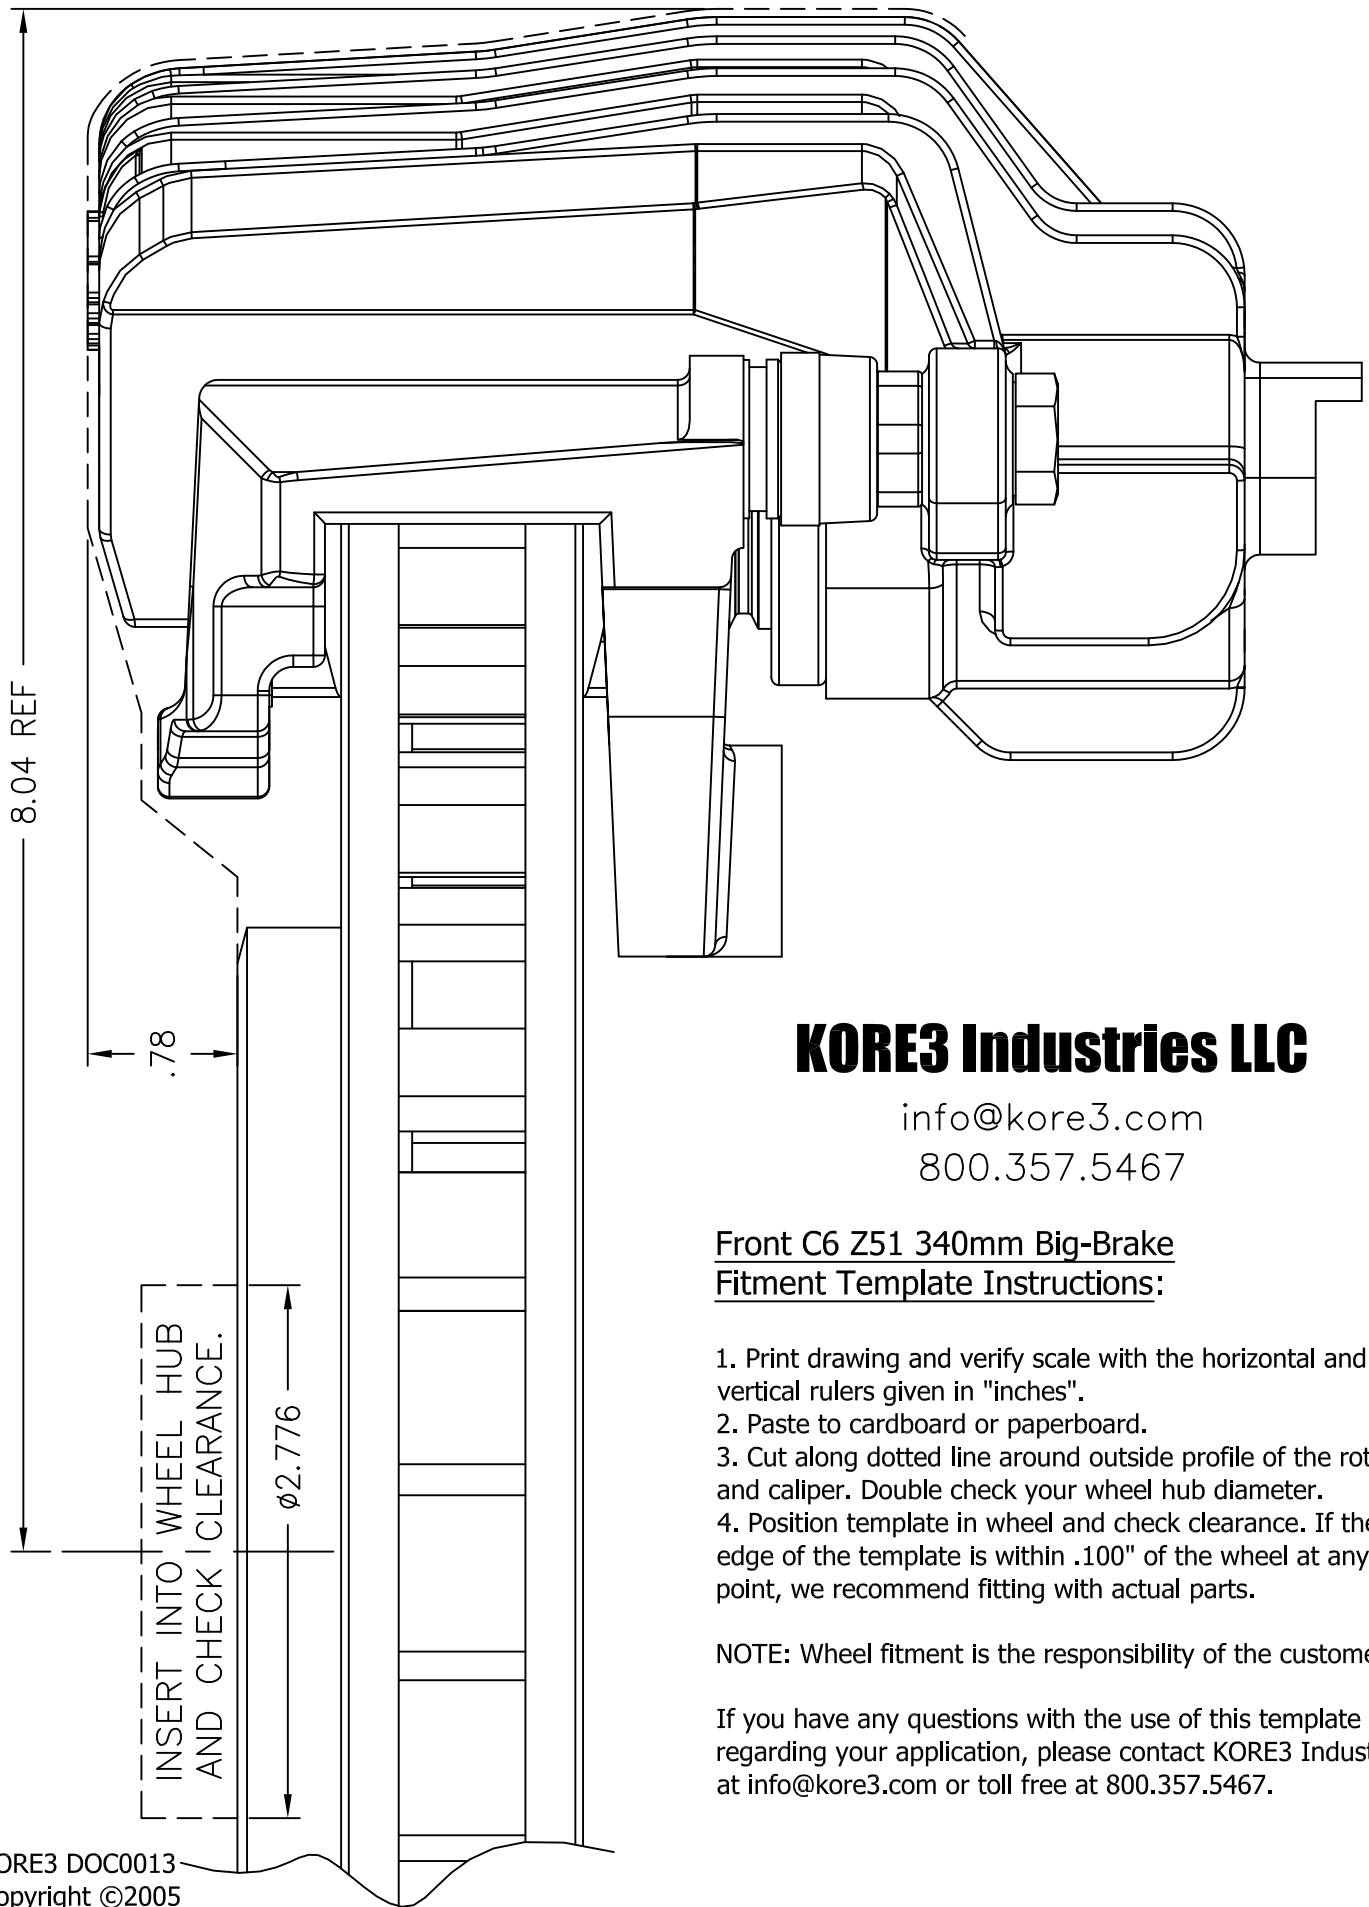 8.04 REF
.78
KORE3 Industries LLC
info@kore3.com
800.357.5467
Front C6 Z51 340mm Big-Brake
Fitment Template Instructions:
1. Print drawing and verify scale with the horizontal and
vertical rulers given in "inches".
2. Paste to cardboard or paperboard.
3. Cut along dotted line around outside profile of the
and caliper. Double check your wheel hub diameter.
4. Position template in wheel and check clearance. If the
edge of the template is within .100" of the wheel at any
point, we recommend fitting with actual parts.
NOTE: Wheel fitment is the responsibility of the
If you have any questions with the use of this template
regarding your application, please contact KORE3
at info@kore3.com or toll free at 800.357.5467.
INSERT INTO WHEEL HUB
AND CHECK CLEARANCE.
⌀2.776
DOC0013
©2005